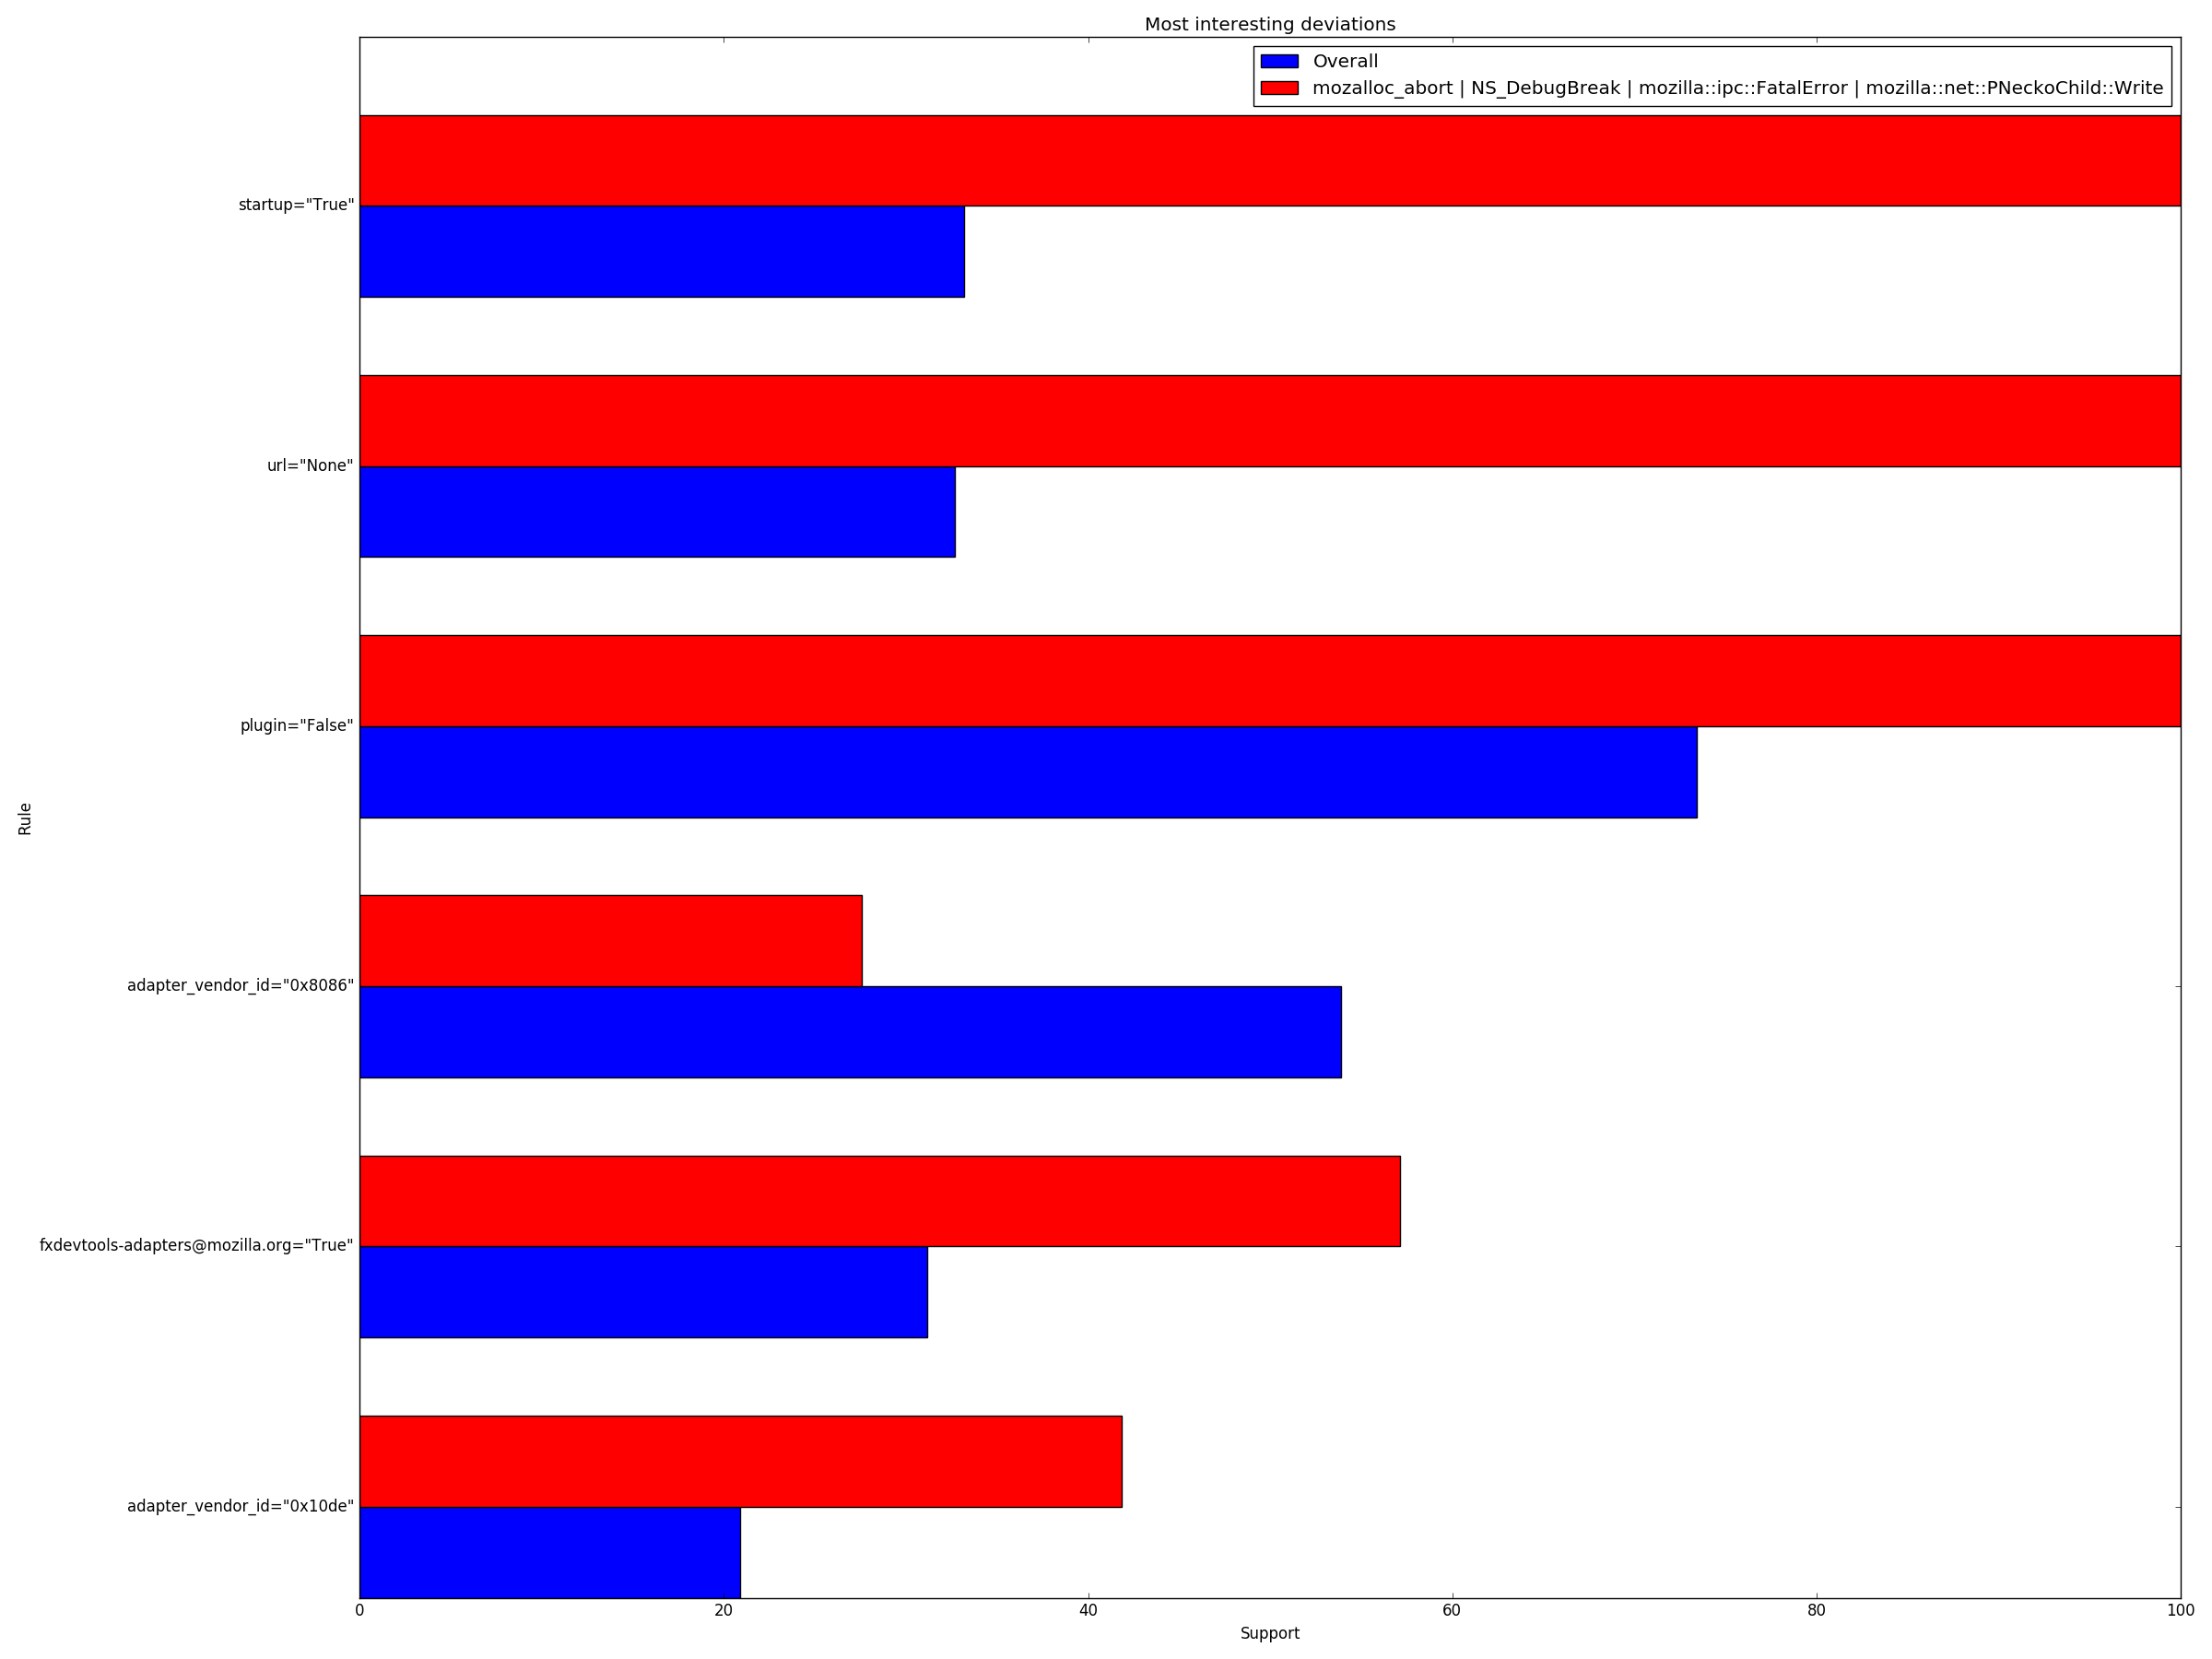 Most interesting deviations
Overall
mozalloc_abort | NS_DebugBreak | mozilla::ipc::FatalError | mozilla::net::PNeckoChild::Write
startup="True"
url="None"
plugin="False"
Rule
adapter_vendor_id="0x8086"
fxdevtools-adapters@mozilla.org="True"
adapter_vendor_id="0x10de"
0 20 40 60 80 100
Support